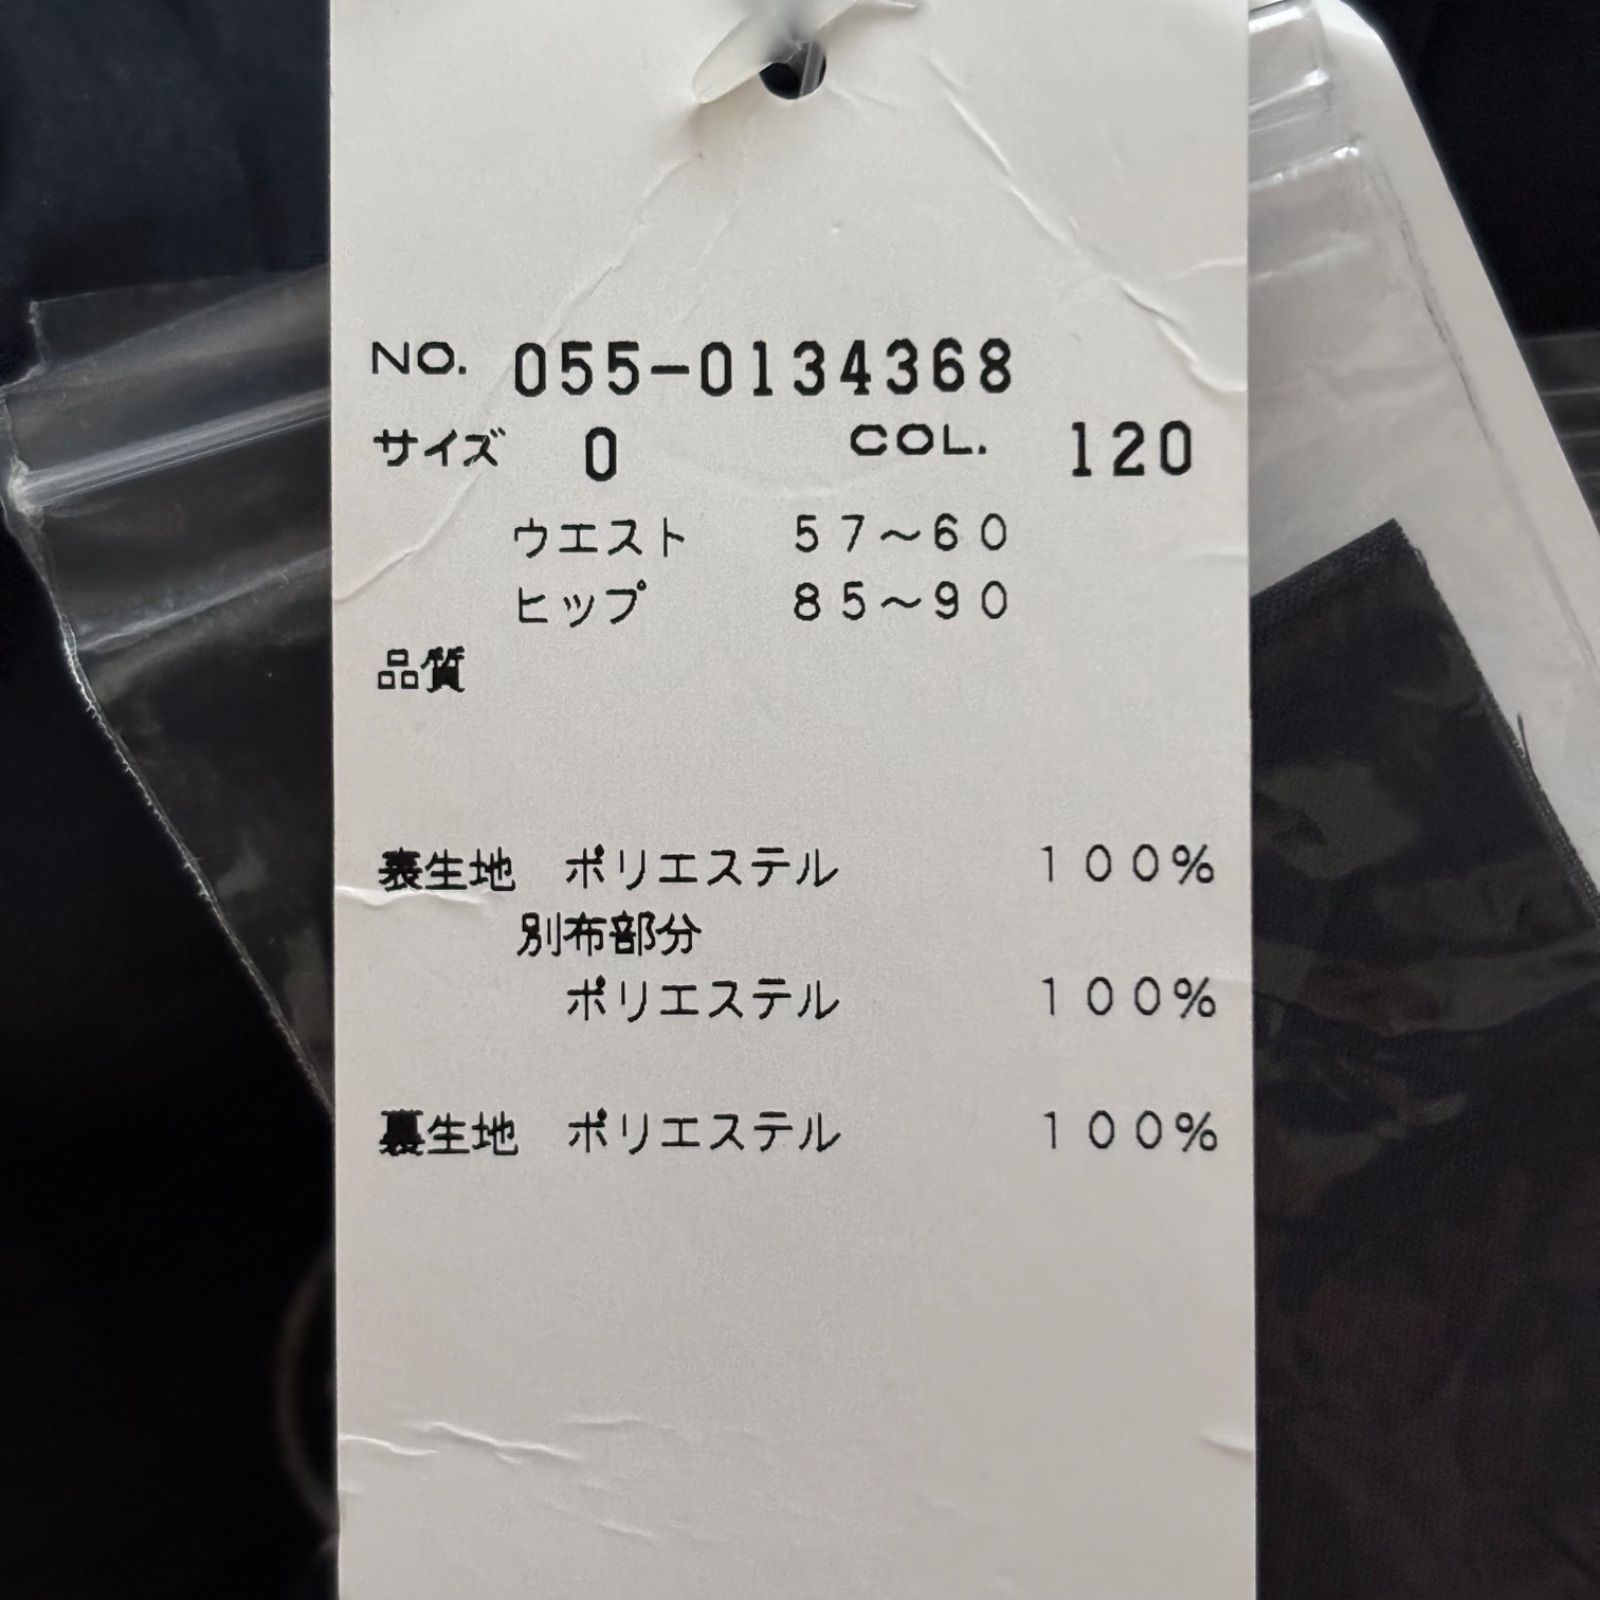 NO. 055-0134368
サイズ 0 COL. 120
ウエスト 57～60
ヒップ 85～90
品質
表生地 ポリエステル 100%
別布部分
ポリエステル 100%
裏生地 ポリエステル 100%